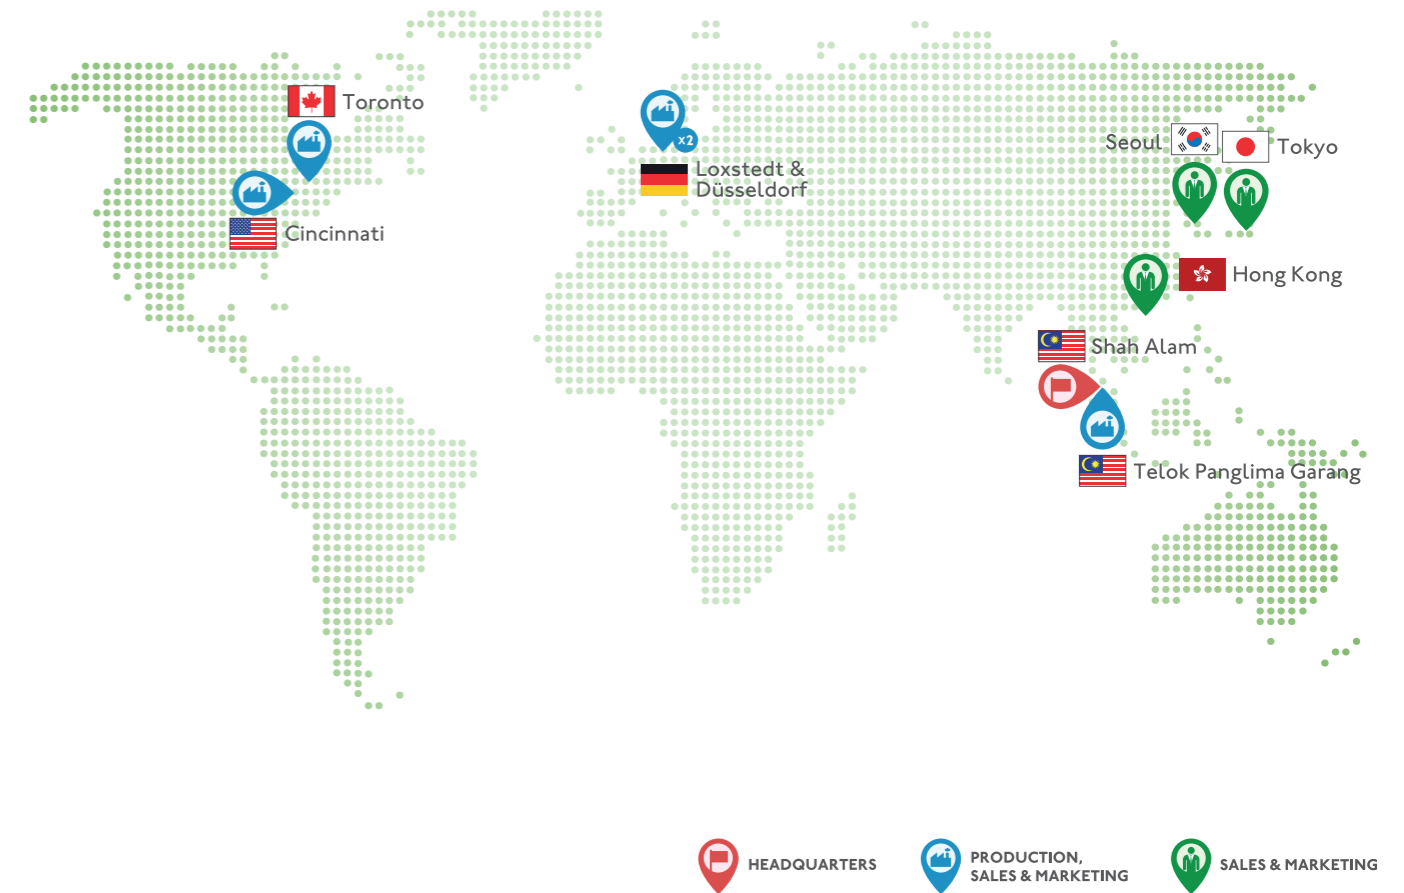 Toronto
Cincinnati
x2
Loxstedt &
Düsseldorf
Seoul
Tokyo
Hong Kong
Shah Alam
Telok Panglima Garang
HEADQUARTERS
PRODUCTION,
SALES & MARKETING
SALES & MARKETING